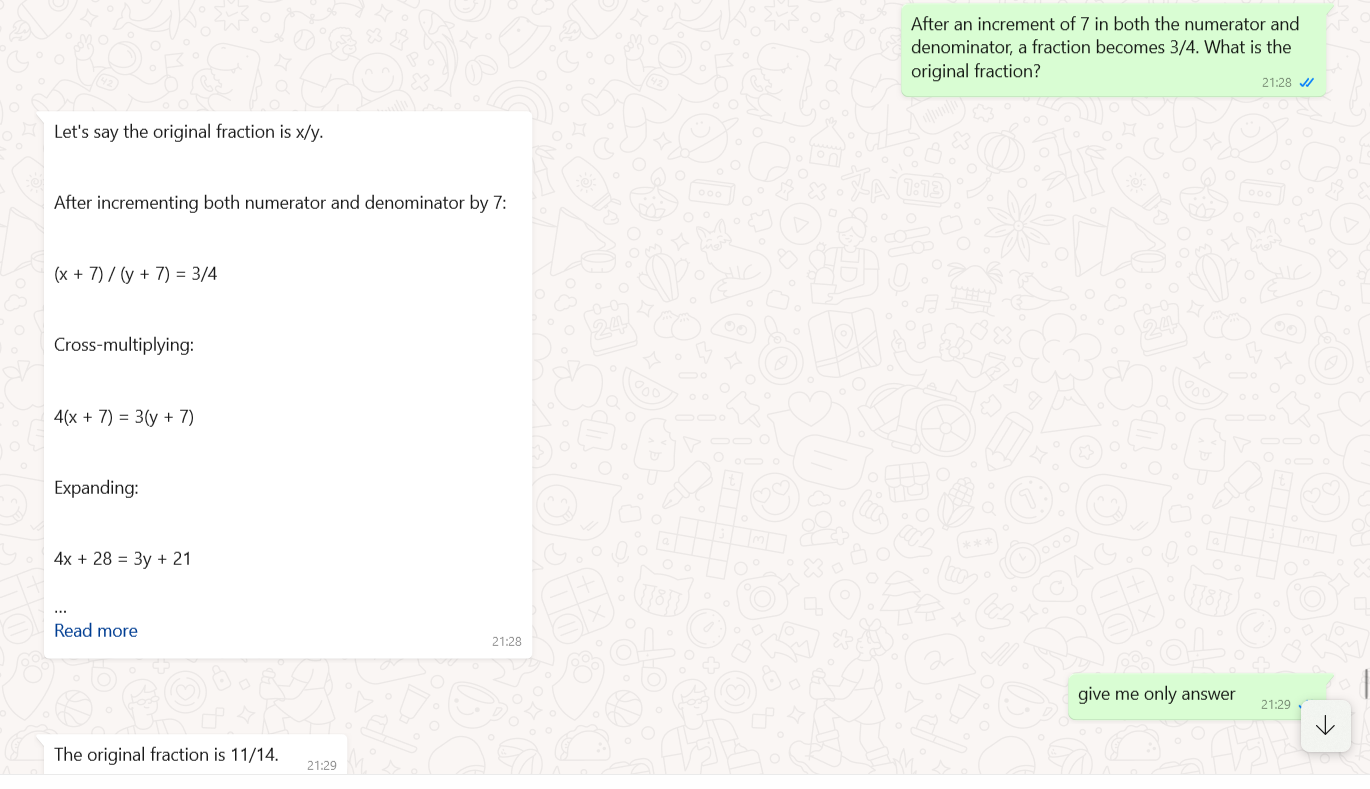 After an increment of 7 in both the numerator and
denominator, a fraction becomes 3/4. What is the
original fraction?
21:28
Let's say the original fraction is x/y.
After incrementing both numerator and denominator by 7:
(x + 7) / (y + 7) = 3/4
Cross-multiplying:
4(x + 7) = 3(y + 7)
Expanding:
4x + 28 = 3y + 21
...
Read more
21:28
give me only answer
21:29
The original fraction is 11/14.
21:29